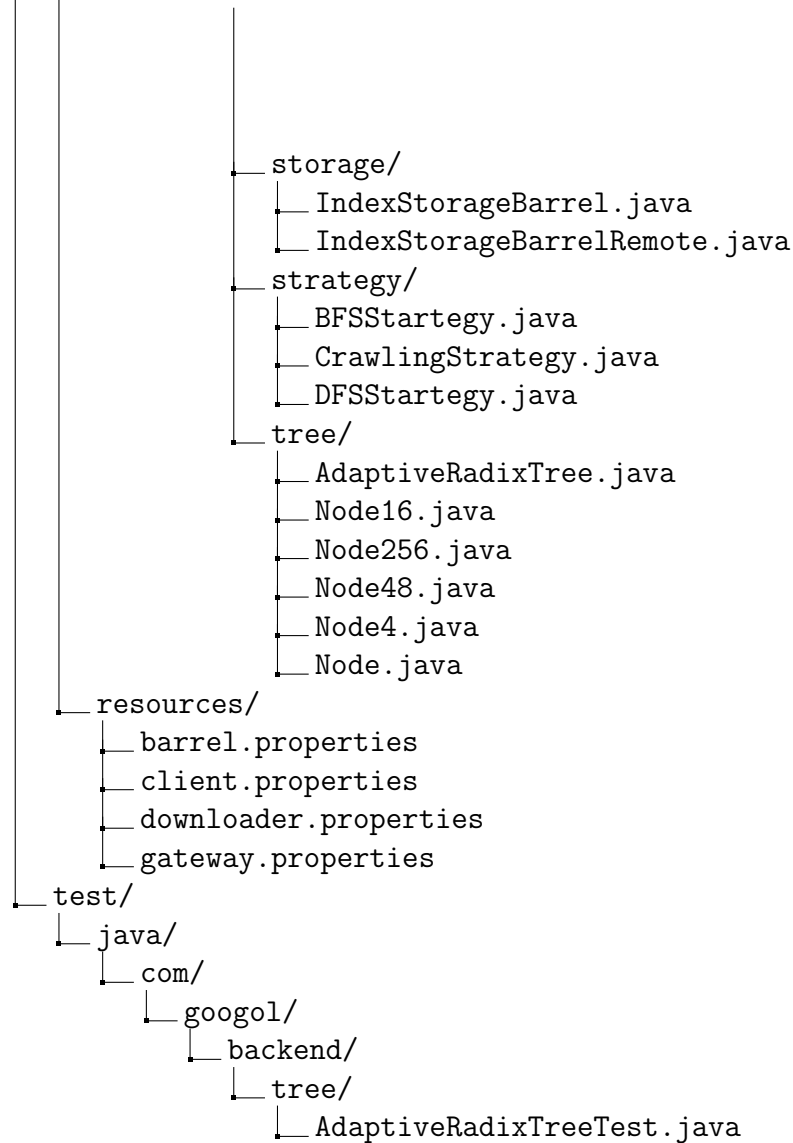 storage/
IndexStorageBarrel.java
IndexStorageBarrelRemote.java
strategy/
BFSStartegy.java
CrawlingStrategy.java
DFSStartegy.java
tree/
AdaptiveRadixTree.java
Node16.java
Node256.java
Node48.java
Node4.java
Node.java
resources/
barrel.properties
client.properties
downloader.properties
gateway.properties
test/
java/
com/
googol/
backend/
tree/
AdaptiveRadixTreeTest.java